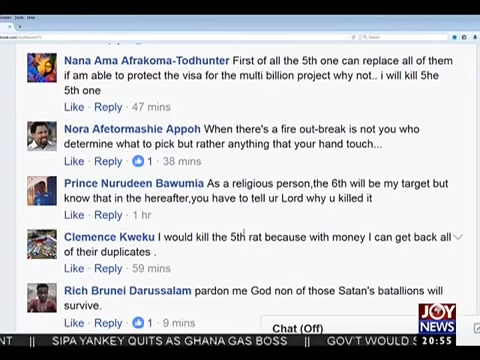 Nana Ama Afrakoma-Todhunter First of all the 5th one can replace all of them
if am able to protect the visa for the multi billion project why not.. i will kill 5he
5th one
Like · Reply · 47 mins
Nora Afetormashie Appoh When there's a fire out-break is not you who
determine what to pick but rather anything that your hand touch...
Like · Reply · 1 · 38 mins
Prince Nurudeen Bawumia As a religious person,the 6th will be my target but
know that in the hereafter,you have to tell ur Lord why u killed it
Like · Reply · 1 hr
Clemence Kweku I would kill the 5th rat because with money I can get back all
of their duplicates .
Like · Reply · 59 mins
Rich Brunei Darussalam pardon me God non of those Satan's batallions will
survive.
Like · Reply · 1 · 9 mins
Chat (Off)
JOY
NEWS
20:55
NT || SIPA YANKEY QUITS AS GHANA GAS BOSS || GOV'T WOULD S